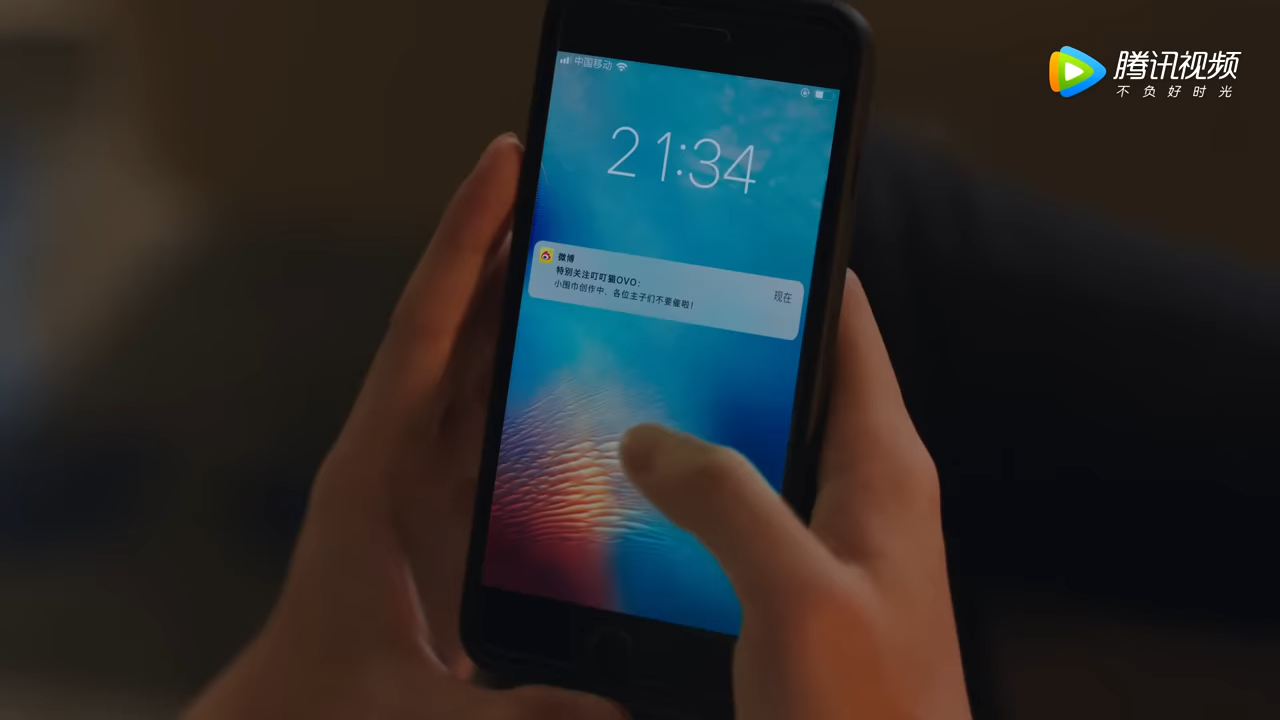 腾讯视频
不负好时光
中国移动
21:34
微博
特别关注叮叮猫OVO：
现在
小围巾创作中、各位主子们不要催啦！